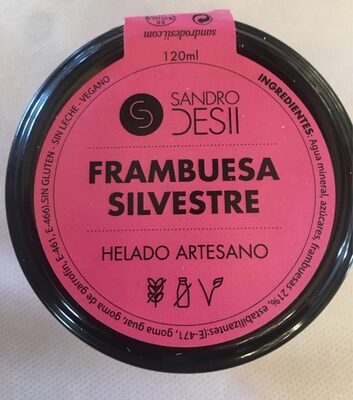 sandrodesii.com
120ml
SANDRO
DESII
FRAMBUESA
SILVESTRE
HELADO ARTESANO
INGREDIENTES: Agua mineral, azúcares, frambuesas 21%, estabilizantes:(E-471, goma guar, goma de garrofín, E-461, E-466).SIN GLUTEN - SIN LECHE - VEGANO